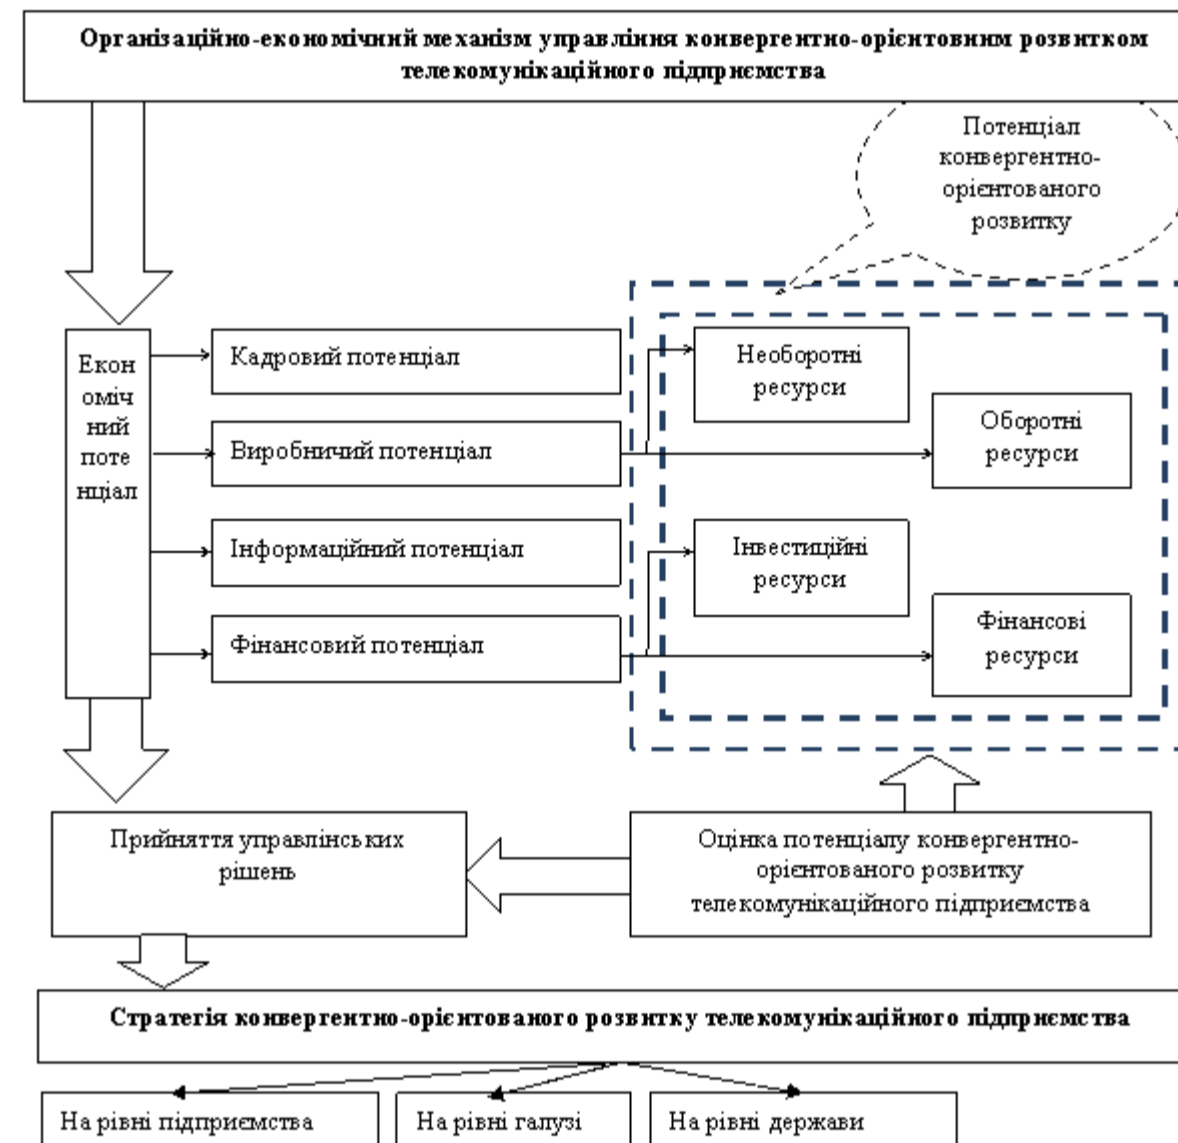 Організаційно-економічний механізм управління конвергентно-орієнтовним розвитком
телекомунікаційного підприємства
Потенціал
конвергентно-
орієнтованого
розвитку
Екон
оміч
ний
поте
нціал
Кадровий потенціал
Виробничий потенціал
Інформаційний потенціал
Фінансовий потенціал
Необоротні
ресурси
Оборотні
ресурси
Інвестиційні
ресурси
Фінансові
ресурси
Прийняття управлінських
рішень
Оцінка потенціалу конвергентно-
орієнтованого розвитку
телекомунікаційного підприємства
Стратегія конвергентно-орієнтованого розвитку телекомунікаційного підприємства
На рівні підприємства
На рівні галузі
На рівні держави